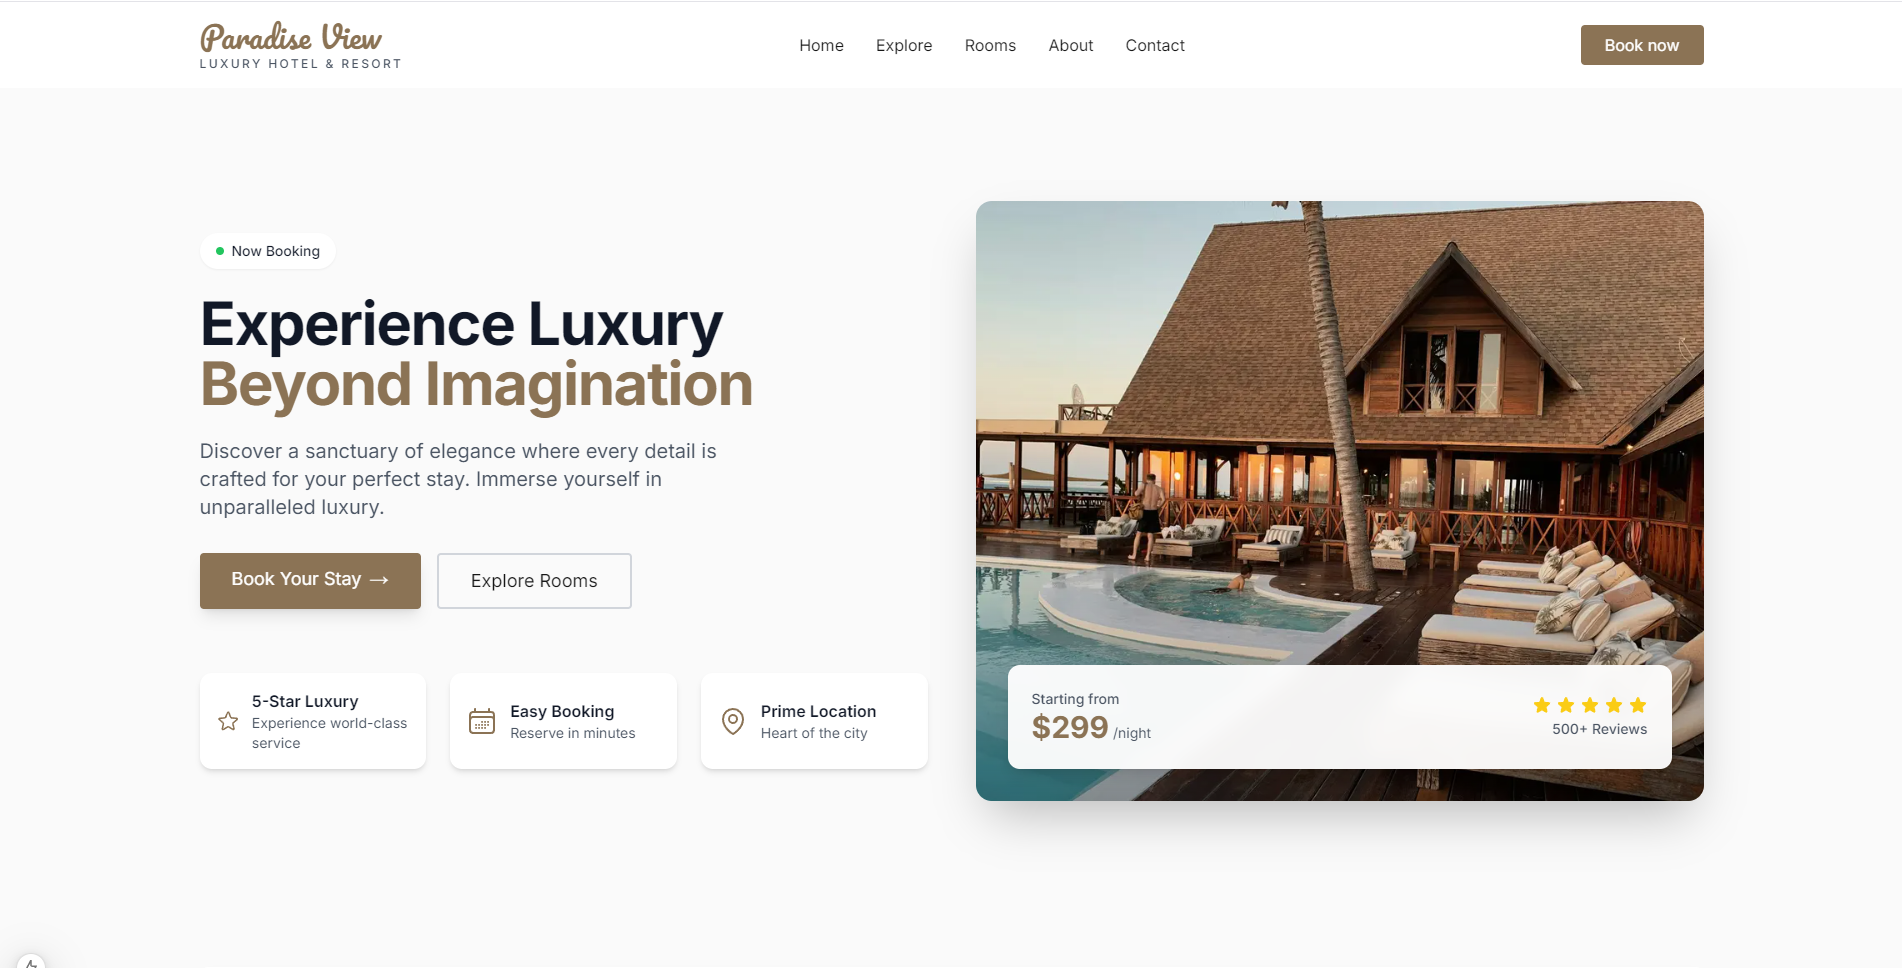 Paradise View
LUXURY HOTEL & RESORT
Home Explore Rooms About Contact
Book now
Now Booking
Experience Luxury
Beyond Imagination
Discover a sanctuary of elegance where every detail is
crafted for your perfect stay. Immerse yourself in
unparalleled luxury.
Book Your Stay →
Explore Rooms
5-Star Luxury
Experience world-class
service
Easy Booking
Reserve in minutes
Prime Location
Heart of the city
Starting from
$299 /night
500+ Reviews